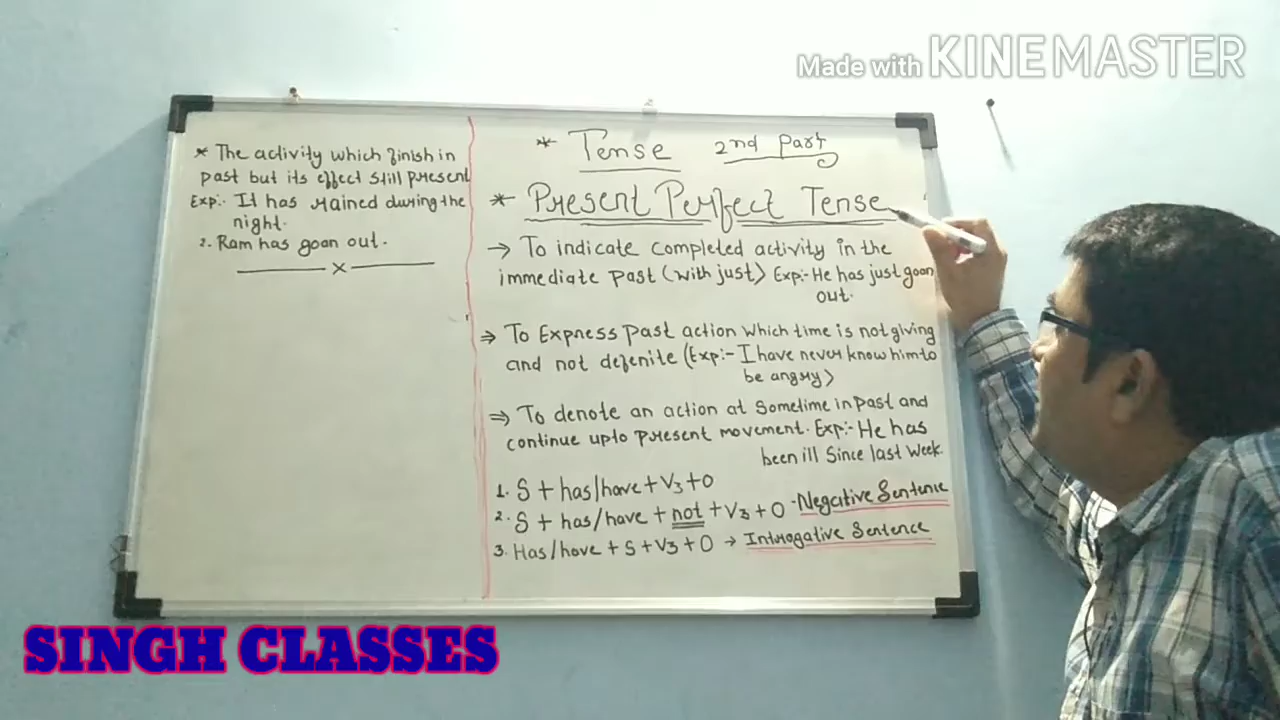 Made with KINEMASTER
* The activity which finish in
past but its effect still present
Exp:- It has rained during the
night.
2. Ram has goan out.
x
* Tense 2nd Part
* Present Perfect Tense
→ To indicate completed activity in the
immediate past (with just) Exp:- He has just goan
out.
⇒ To Express past action which time is not giving
and not defenite (Exp:- I have never know him to
be angry)
⇒ To denote an action at sometime in past and
continue upto present movement. Exp:- He has
been ill Since last week.
1. S + has/have + V3 + O
2. S + has/have + not + V3 + O - Negative Sentence
3. Has/have + S + V3 + O → Introgative Sentence
SINGH CLASSES